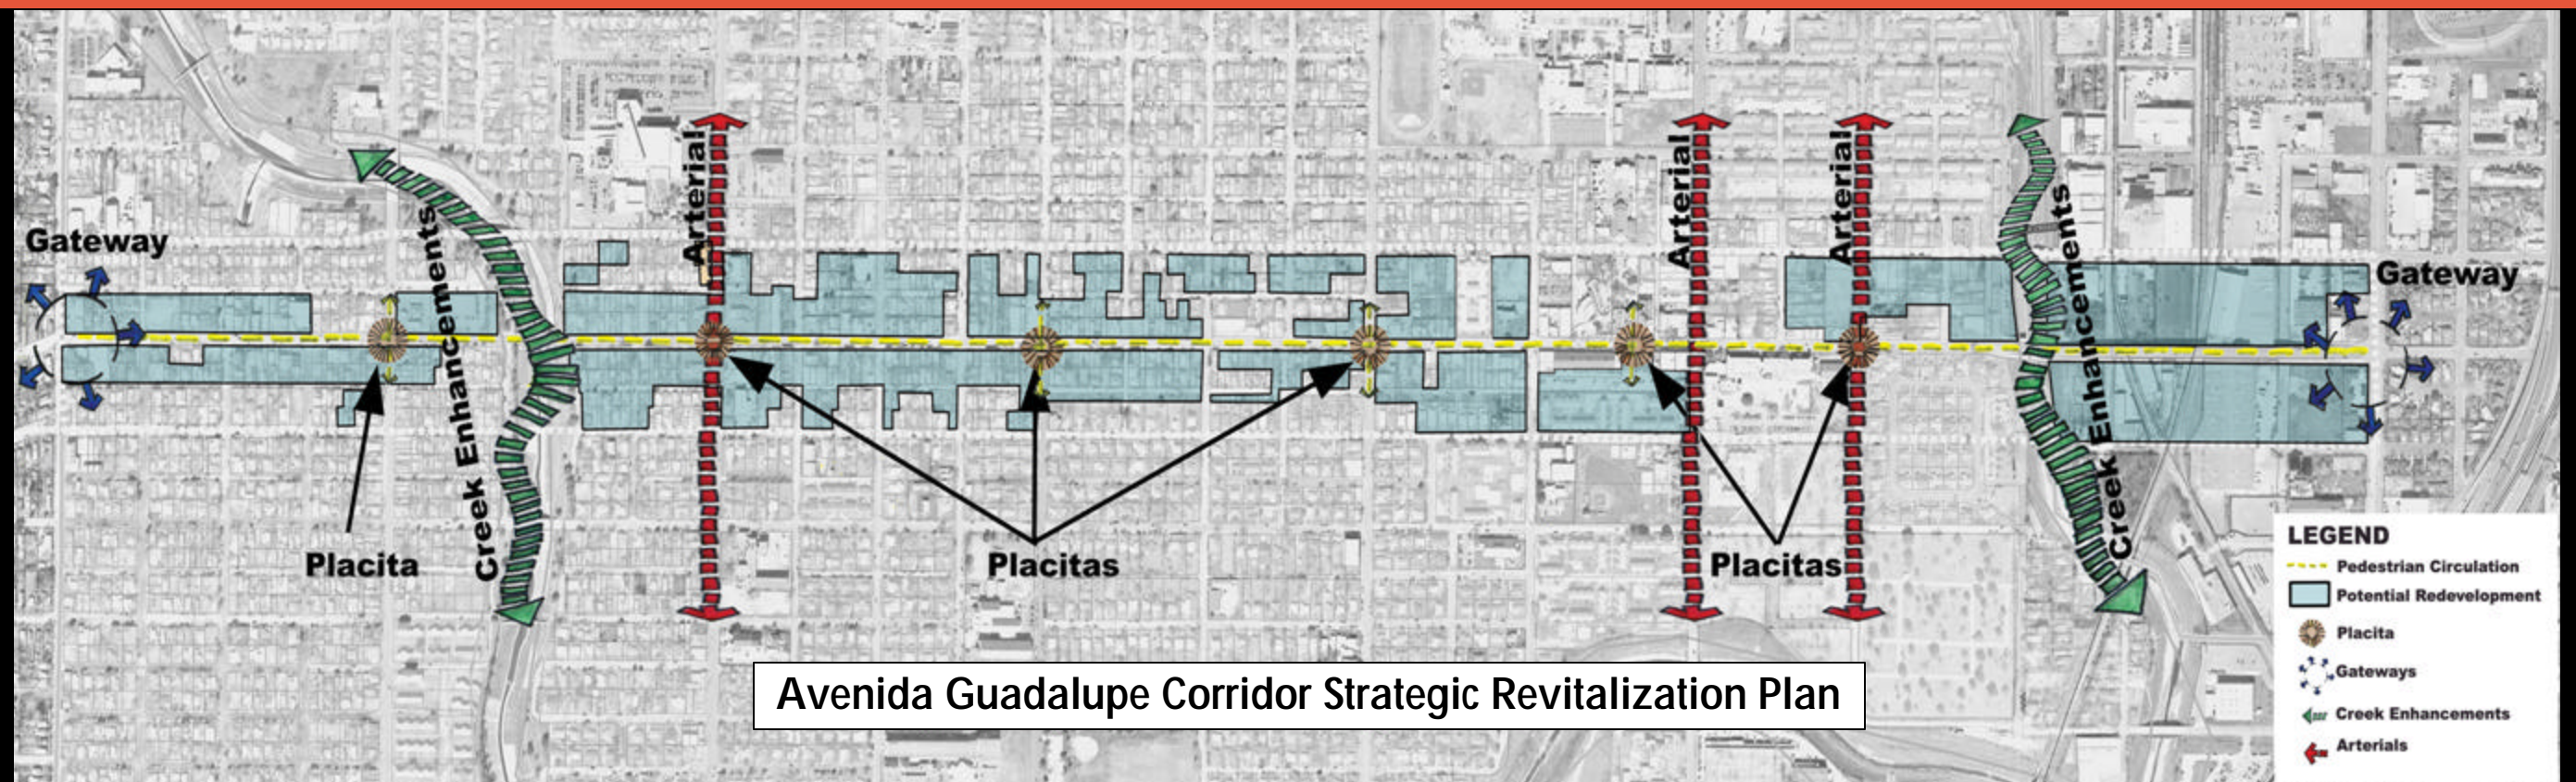 Gateway
Creek Enhancements
Arterial
Arterial
Arterial
Creek Enhancements
Gateway
Placita
Placitas
Placitas
LEGEND
Pedestrian Circulation
Potential Redevelopment
Placita
Gateways
Creek Enhancements
Arterials
Avenida Guadalupe Corridor Strategic Revitalization Plan